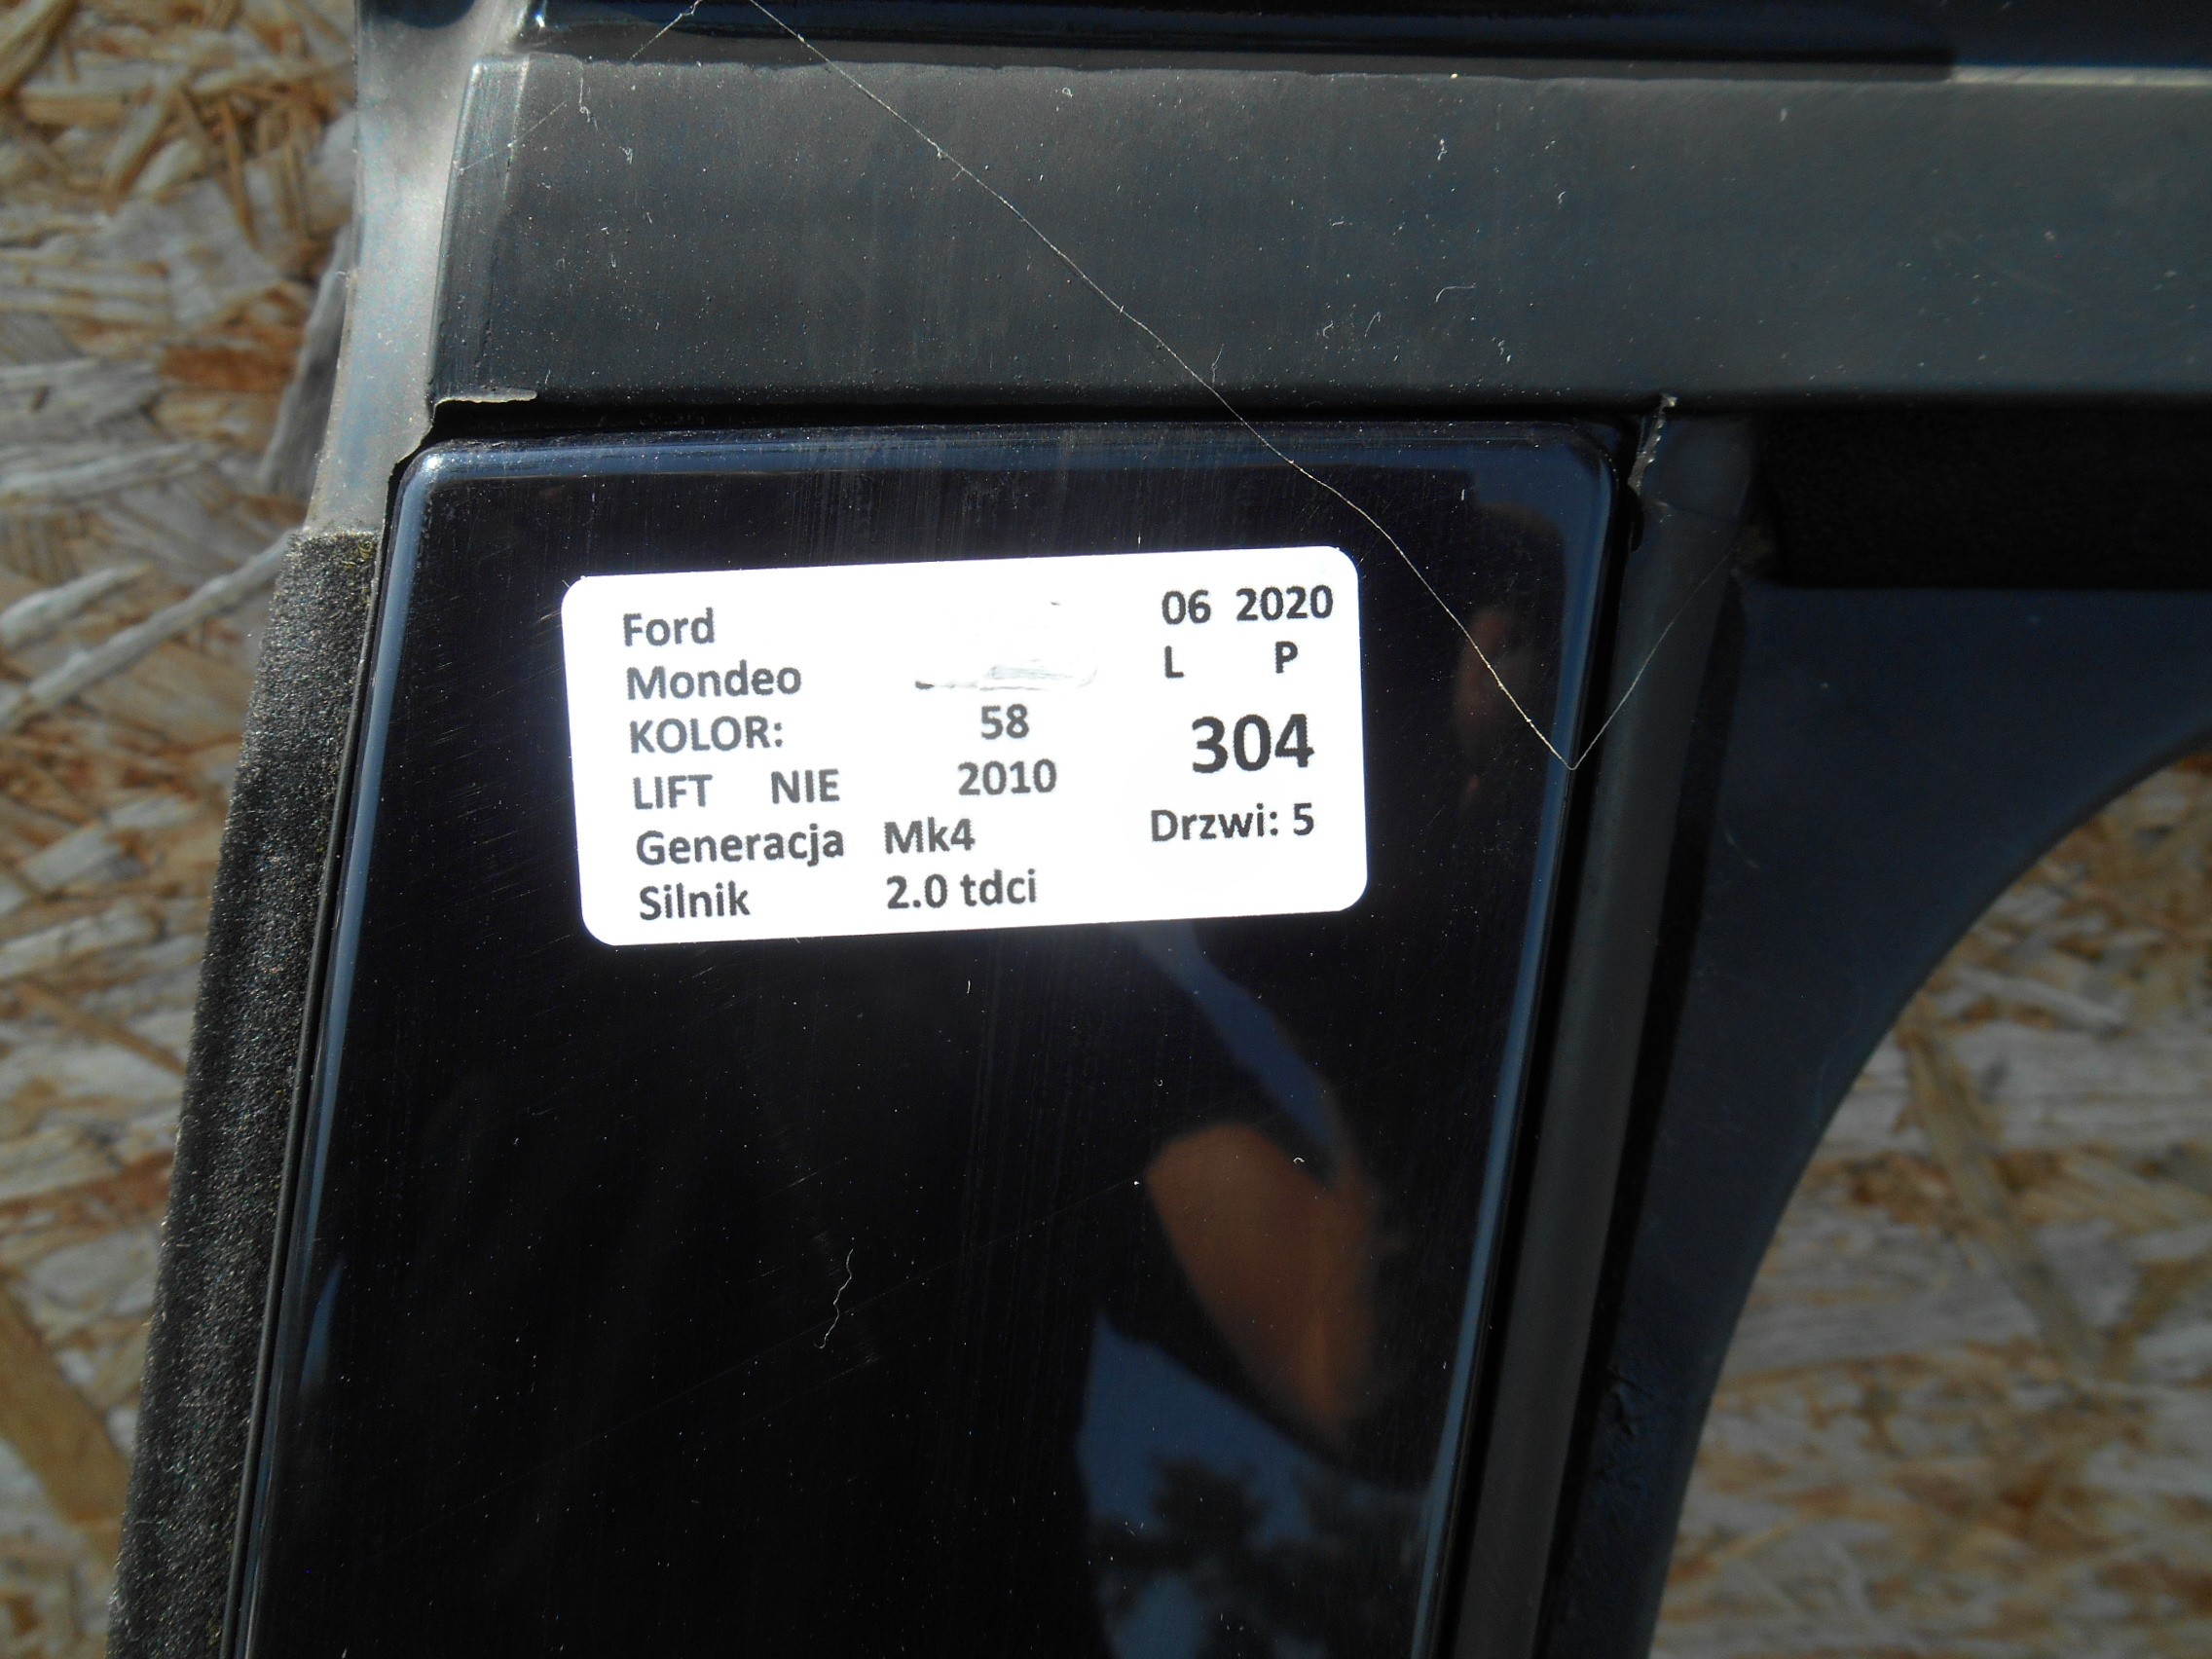 Ford 06 2020
Mondeo L P
KOLOR: 58 304
LIFT NIE 2010
Generacja Mk4 Drzwi: 5
Silnik 2.0 tdci